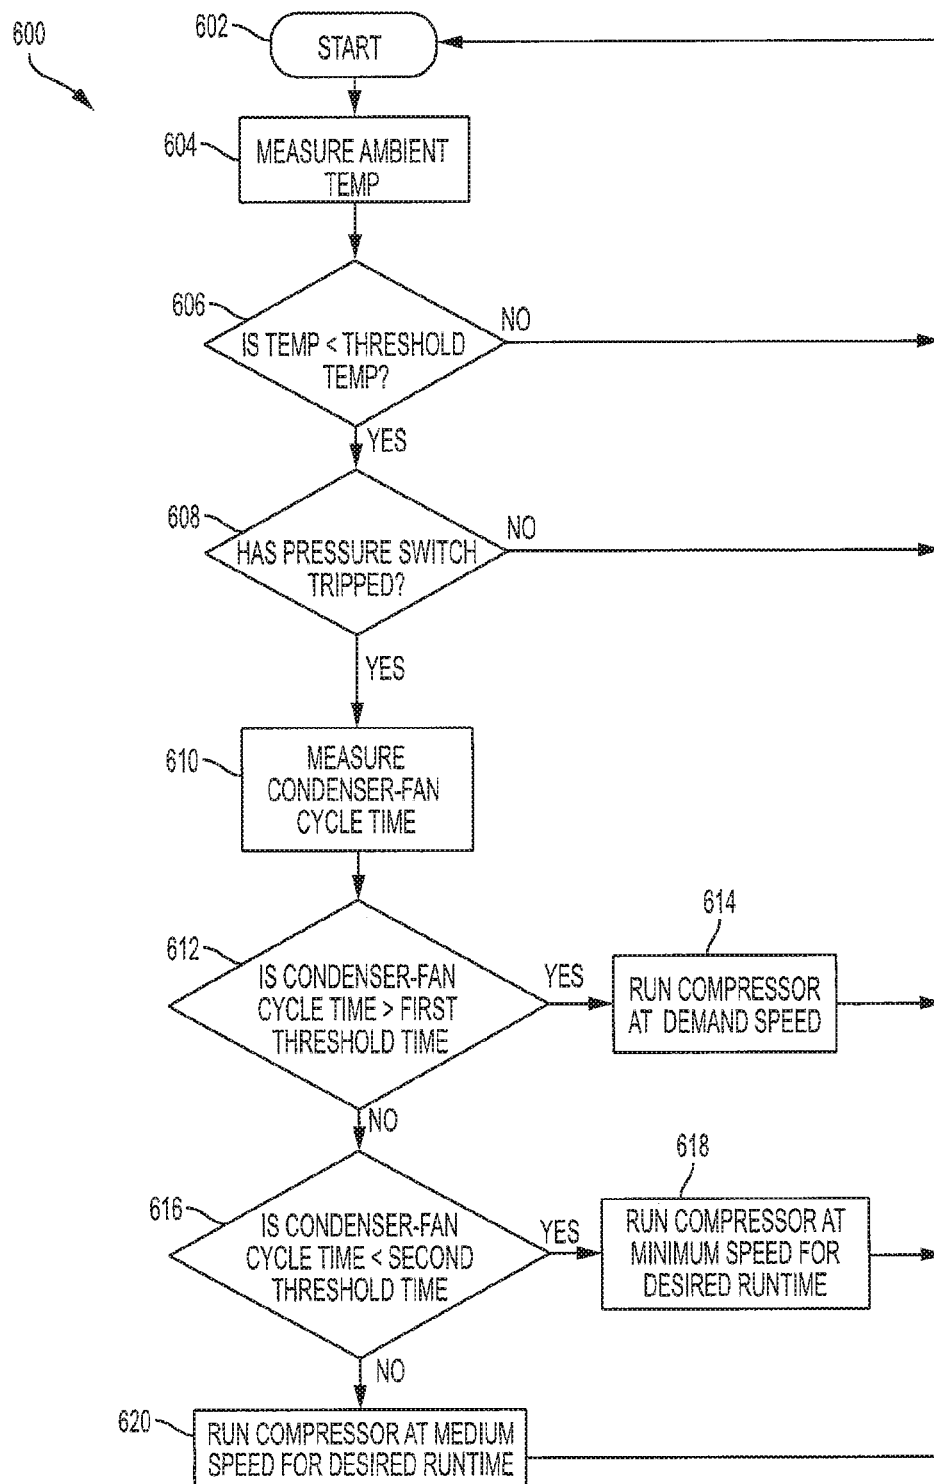 600
602
START
604
MEASURE AMBIENT
TEMP
606
IS TEMP < THRESHOLD
TEMP?
NO
YES
608
HAS PRESSURE SWITCH
TRIPPED?
NO
YES
610
MEASURE
CONDENSER-FAN
CYCLE TIME
612
IS CONDENSER-FAN
CYCLE TIME > FIRST
THRESHOLD TIME
YES
614
RUN COMPRESSOR
AT DEMAND SPEED
NO
616
IS CONDENSER-FAN
CYCLE TIME < SECOND
THRESHOLD TIME
YES
618
RUN COMPRESSOR AT
MINIMUM SPEED FOR
DESIRED RUNTIME
NO
620
RUN COMPRESSOR AT MEDIUM
SPEED FOR DESIRED RUNTIME